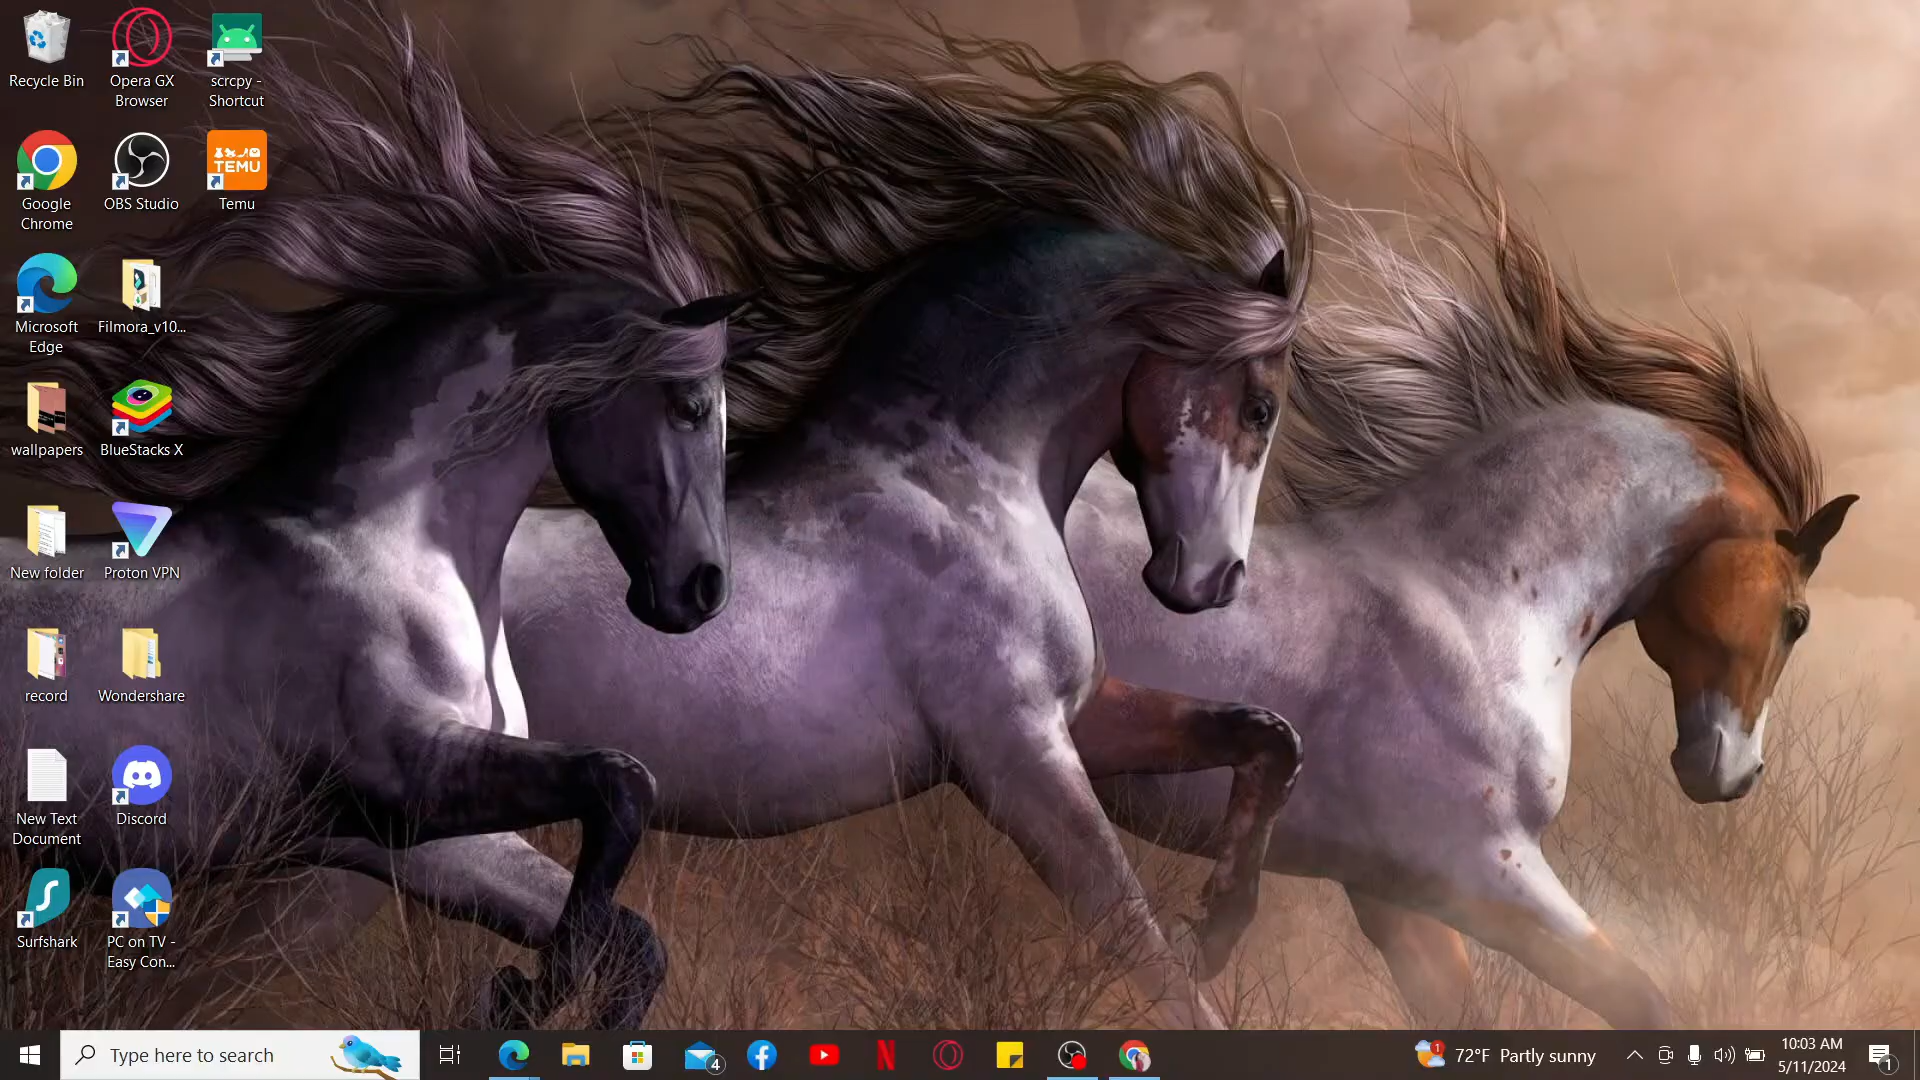 Recycle Bin
Opera GX
Browser
scrcpy -
Shortcut
Google
Chrome
OBS Studio
TEMU
Temu
Microsoft
Edge
Filmora_v10...
wallpapers
BlueStacks X
New folder
Proton VPN
record
Wondershare
New Text
Document
Discord
Surfshark
PC on TV -
Easy Con...
Type here to search
4
1
72°F Partly sunny
10:03 AM
5/11/2024
1